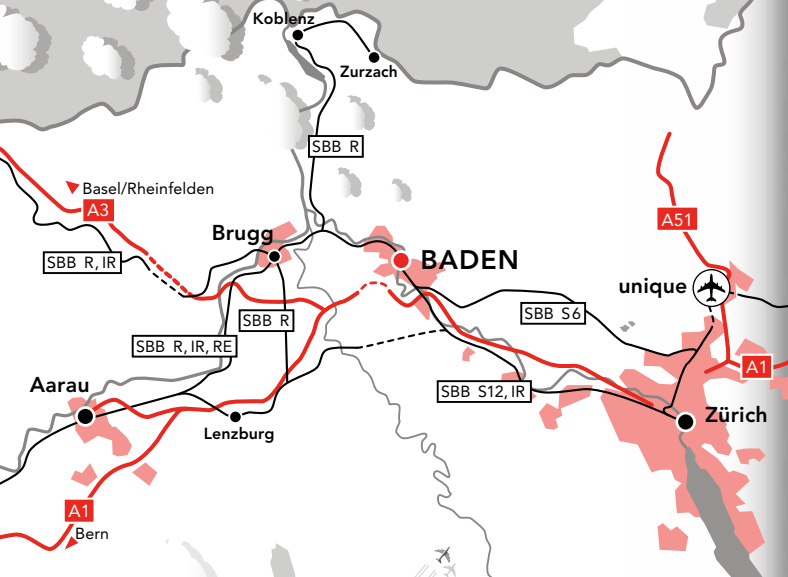 Koblenz
Zurzach
SBB R
Basel/Rheinfelden
A3
A51
Brugg
BADEN
SBB R, IR
unique
SBB S6
SBB R
SBB R, IR, RE
A1
Aarau
SBB S12, IR
Zürich
Lenzburg
A1
Bern